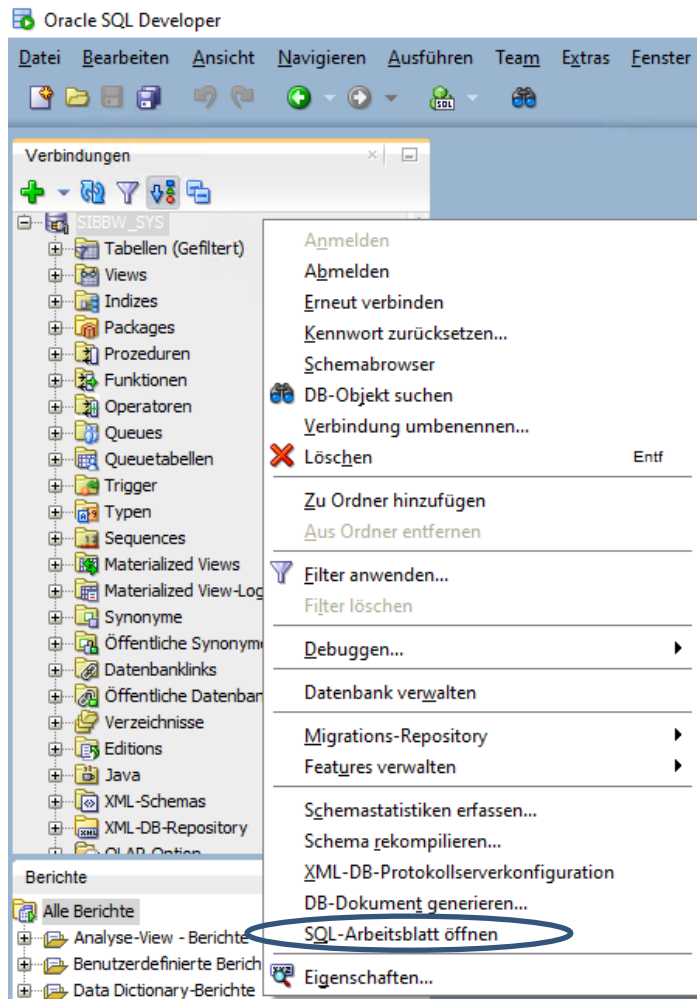 Oracle SQL Developer
Datei Bearbeiten Ansicht Navigieren Ausführen Team Extras Fenster
SQL
Verbindungen
SIBBW_SYS
Tabellen (Gefiltert)
Views
Indizes
Packages
Prozeduren
Funktionen
Operatoren
Queues
Queuetabellen
Trigger
Typen
Sequences
Materialized Views
Materialized View-Log
Synonyme
Öffentliche Synonyme
Datenbanklinks
Öffentliche Datenban
Verzeichnisse
Editions
Java
XML-Schemas
XML-DB-Repository
OLAP-Option
Anmelden
Abmelden
Erneut verbinden
Kennwort zurücksetzen...
Schemabrowser
DB-Objekt suchen
Verbindung umbenennen...
Löschen Entf
Zu Ordner hinzufügen
Aus Ordner entfernen
Filter anwenden...
Filter löschen
Debuggen...
Datenbank verwalten
Migrations-Repository
Features verwalten
Schemastatistiken erfassen...
Schema rekompilieren...
XML-DB-Protokollserverkonfiguration
DB-Dokument generieren...
SQL-Arbeitsblatt öffnen
Eigenschaften...
Berichte
Alle Berichte
Analyse-View - Berichte
Benutzerdefinierte Berich
Data Dictionary-Berichte